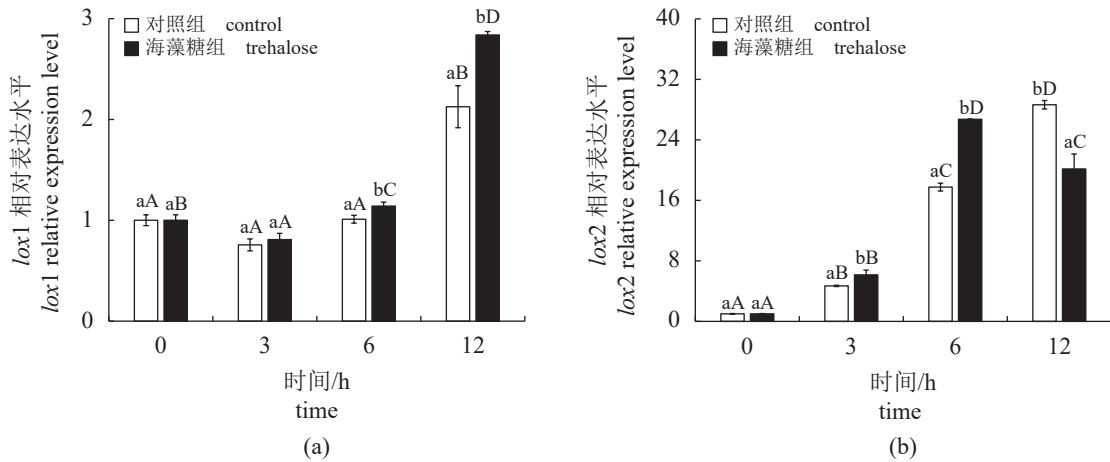 对照组 control
海藻糖组 trehalose
lox1 相对表达水平
lox1 relative expression level
3
2
1
0
aA
aB
aA
aA
aA
bC
aB
bD
0
3
6
12
时间/h
time
(a)
对照组 control
海藻糖组 trehalose
lox2 相对表达水平
lox2 relative expression level
40
32
24
16
8
0
aA
aA
aB
bB
aC
bD
bD
aC
0
3
6
12
时间/h
time
(b)